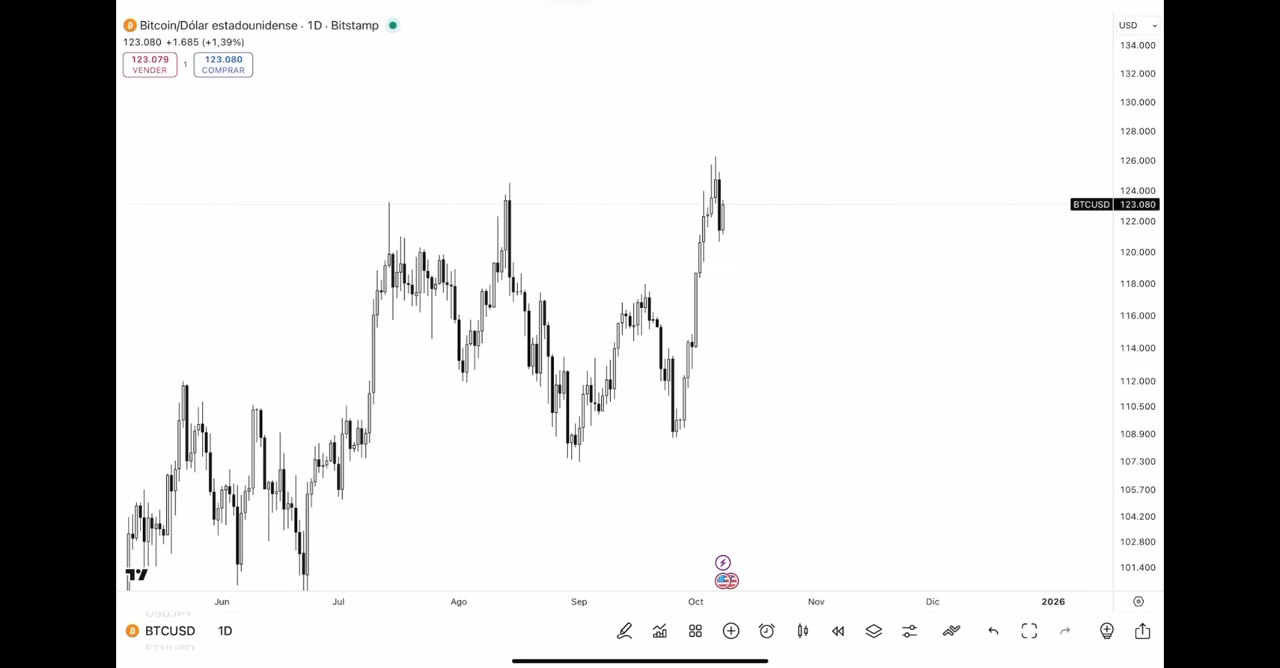 Bitcoin/Dólar estadounidense · 1D · Bitstamp
123.080 +1.685 (+1,39%)
123.079
VENDER
1
123.080
COMPRAR
USD
134.000
132.000
130.000
128.000
126.000
124.000
BTCUSD 123.080
122.000
120.000
118.000
116.000
114.000
112.000
110.500
108.900
107.300
105.700
104.200
102.800
101.400
Jun Jul Ago Sep Oct Nov Dic 2026
BTCUSD 1D